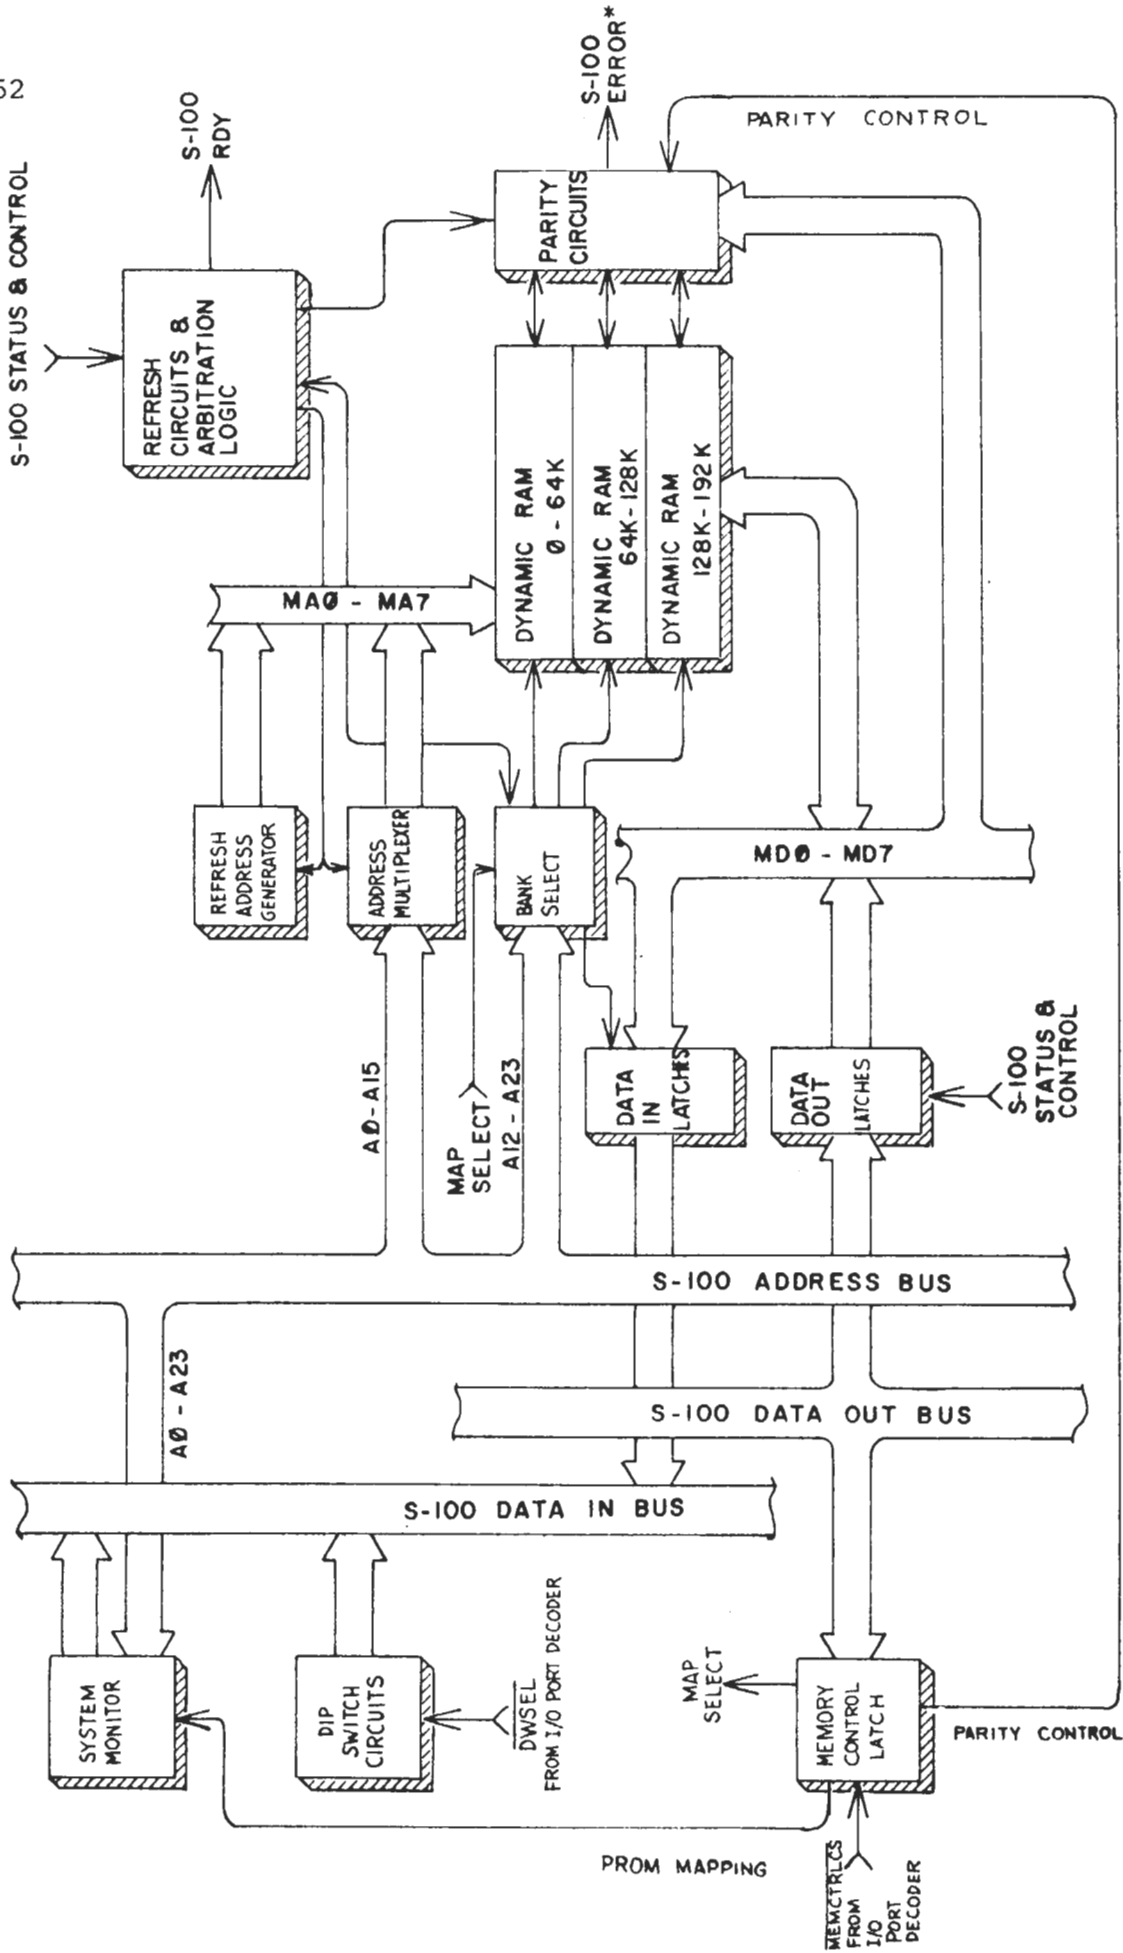 52
S-100 STATUS & CONTROL
S-100
RDY
REFRESH
CIRCUITS &
ARBITRATION
LOGIC
S-100
ERROR*
PARITY CONTROL
PARITY
CIRCUITS
MAØ - MA7
DYNAMIC RAM
Ø - 64K
DYNAMIC RAM
64K-128K
DYNAMIC RAM
128K-192K
REFRESH
ADDRESS
GENERATOR
ADDRESS
MULTIPLEXER
BANK
SELECT
MDØ - MD7
AØ-A15
MAP
SELECT
A12 - A23
DATA
IN
LATCHES
DATA
OUT
LATCHES
S-100
STATUS &
CONTROL
S-100 ADDRESS BUS
AØ - A23
S-100 DATA OUT BUS
S-100 DATA IN BUS
SYSTEM
MONITOR
DIP
SWITCH
CIRCUITS
DWSEL
FROM I/O PORT DECODER
MAP
SELECT
MEMORY
CONTROL
LATCH
PARITY CONTROL
PROM MAPPING
MEMCTRLCS
FROM
I/O
PORT
DECODER